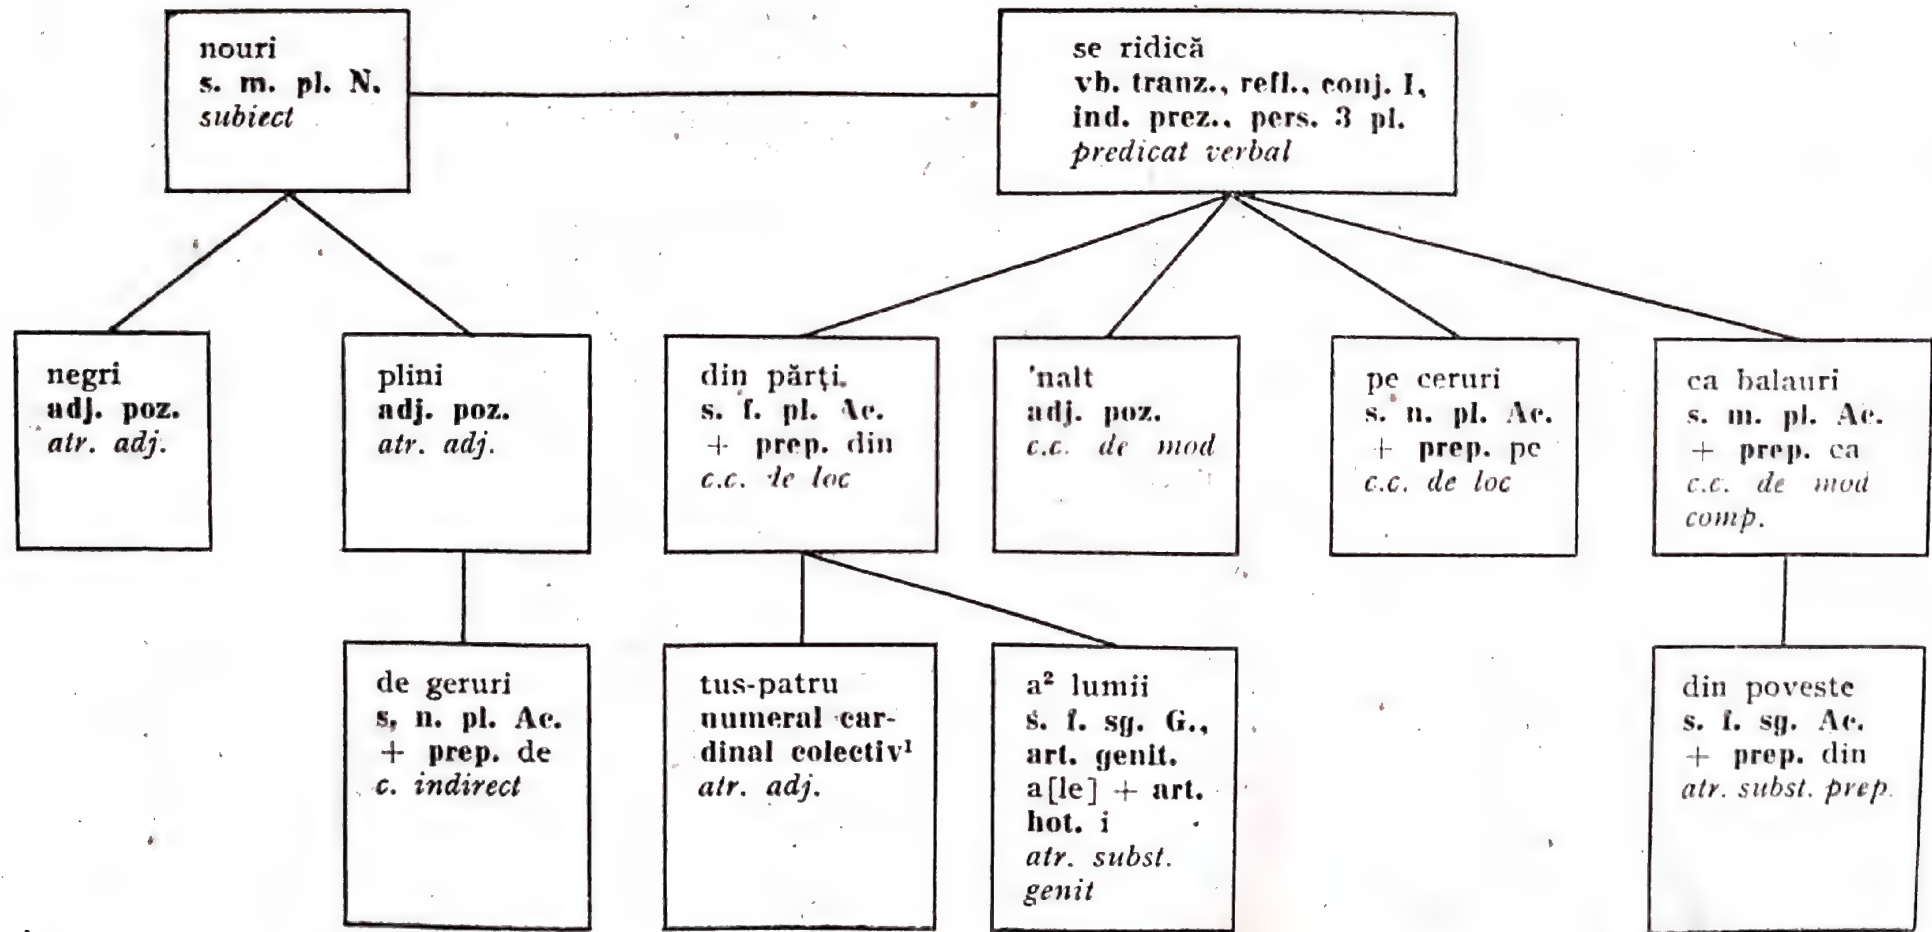 nouri
s. m. pl. N.
subiect
se ridică
vb. tranz., refl., conj. I,
ind. prez., pers. 3 pl.
predicat verbal
negri
adj. poz.
atr. adj.
plini
adj. poz.
atr. adj.
din părți.
s. f. pl. Ac.
+ prep. din
c.c. de loc
'nalt
adj. poz.
c.c. de mod
pe ceruri
s. n. pl. Ac.
+ prep. pe
c.c. de loc
ca balauri
s. m. pl. Ac.
+ prep. ca
c.c. de mod
comp.
de geruri
s. n. pl. Ac.
+ prep. de
c. indirect
tus-patru
numeral car-
dinal colectiv¹
atr. adj.
a² lumii
s. f. sg. G.,
art. genit.
a[le] + art.
hot. i
atr. subst.
genit
din poveste
s. f. sg. Ac.
+ prep. din
atr. subst. prep.